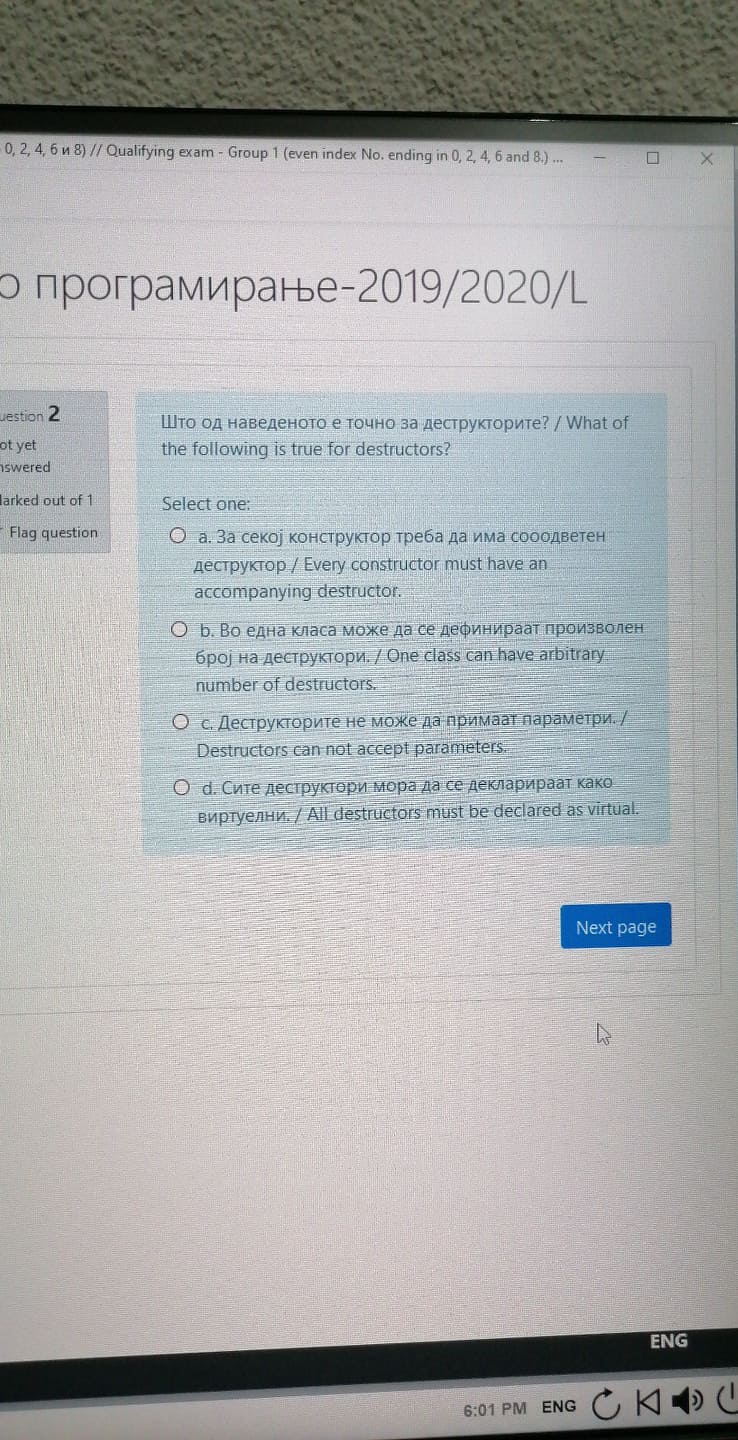 0, 2, 4, 6 и 8) // Qualifying exam - Group 1 (even index No. ending in 0, 2, 4, 6 and 8.) ...
о програмирање-2019/2020/L
uestion 2
ot yet
nswered
larked out of 1
Flag question
Што од наведеното е точно за деструкторите? / What of
the following is true for destructors?
Select one:
a. За секој конструктор треба да има сооодветен
деструктор / Every constructor must have an
accompanying destructor.
b. Во една класа може да се дефинираат произволен
број на деструктори. / One class can have arbitrary
number of destructors.
c. Деструкторите не може да примаат параметри. /
Destructors can not accept parameters.
d. Сите деструктори мора да се декларираат како
виртуелни. / All destructors must be declared as virtual.
Next page
ENG
6:01 PM ENG